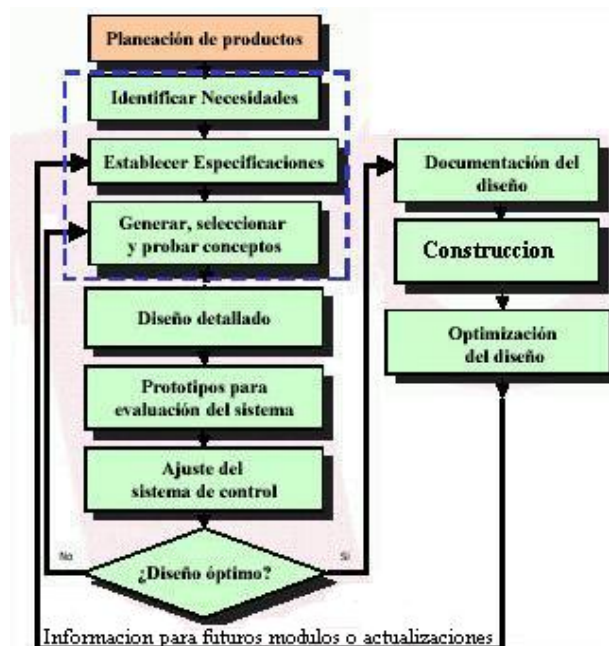 Planeación de productos
Identificar Necesidades
Establecer Especificaciones
Generar, seleccionar
y probar conceptos
Diseño detallado
Prototipos para
evaluación del sistema
Ajuste del
sistema de control
¿Diseño óptimo?
No
Si
Documentación del
diseño
Construccion
Optimización
del diseño
Informacion para futuros modulos o actualizaciones